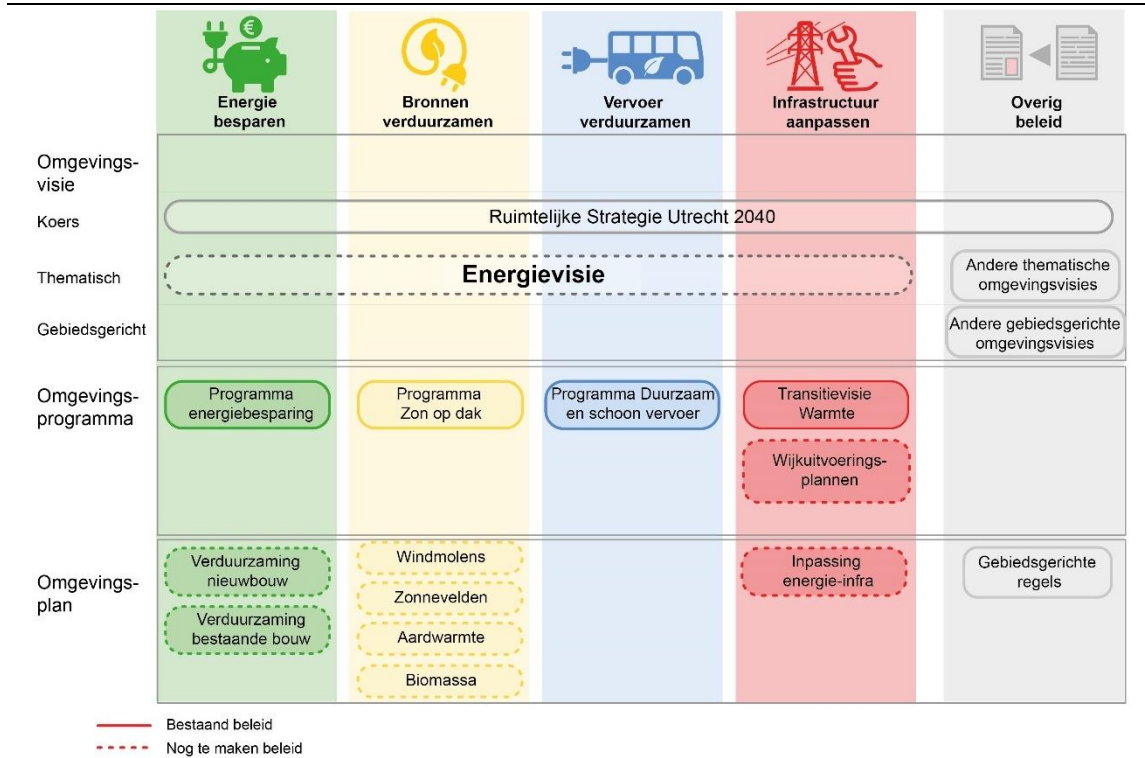 €
Energie
besparen
Bronnen
verduurzamen
Vervoer
verduurzamen
Infrastructuur
aanpassen
Overig
beleid
Omgevings-
visie
Koers
Ruimtelijke Strategie Utrecht 2040
Thematisch
Energievisie
Andere thematische
omgevingsvisies
Gebiedsgericht
Andere gebiedsgerichte
omgevingsvisies
Omgevings-
programma
Programma
energiebesparing
Programma
Zon op dak
Programma Duurzaam
en schoon vervoer
Transitievisie
Warmte
Wijkuitvoerings-
plannen
Omgevings-
plan
Verduurzaming
nieuwbouw
Verduurzaming
bestaande bouw
Windmolens
Zonnevelden
Aardwarmte
Biomassa
Inpassing
energie-infra
Gebiedsgerichte
regels
Bestaand beleid
Nog te maken beleid